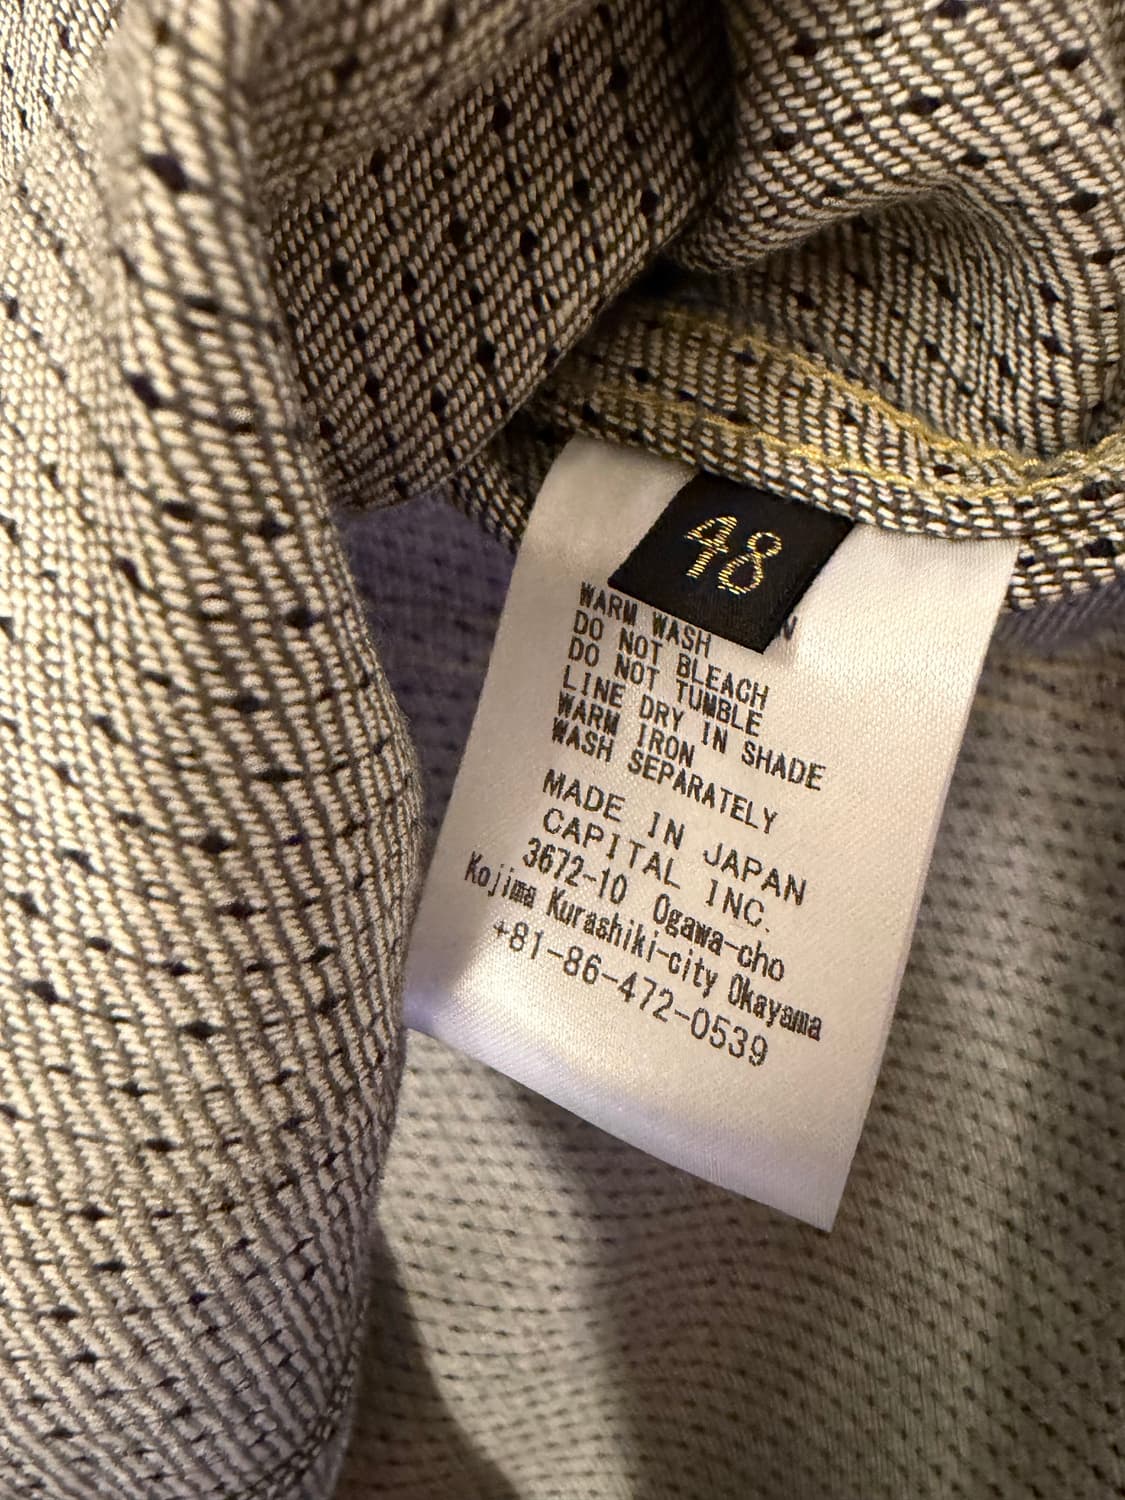 48
WARM WASH
DO NOT BLEACH
DO NOT TUMBLE
LINE DRY IN SHADE
WARM IRON
WASH SEPARATELY
MADE IN JAPAN
CAPITAL INC.
3672-10 Ogawa-cho
Kojima Kurashiki-city Okayama
+81-86-472-0539